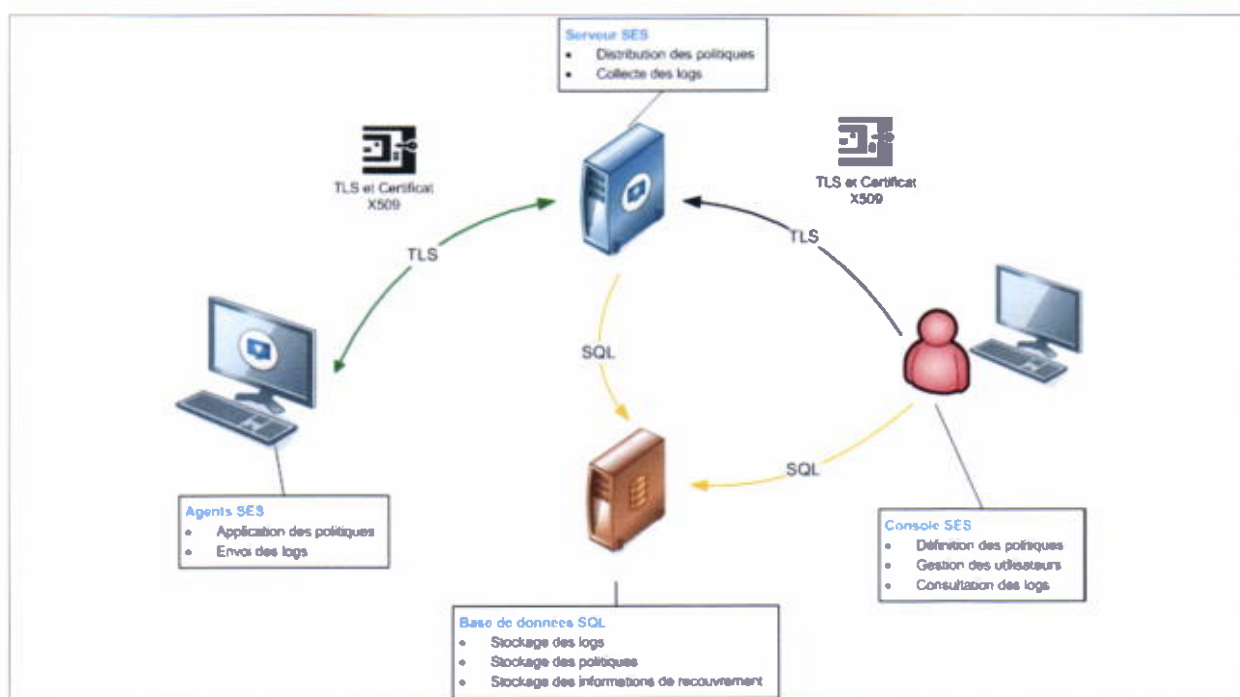 Serveur SES
• Distribution des politiques
• Collecte des logs
TLS et Certificat
X509
TLS et Certificat
X509
TLS
TLS
SQL
SQL
Agents SES
• Application des politiques
• Envoi des logs
Console SES
• Définition des politiques
• Gestion des utilisateurs
• Consultation des logs
Base de données SQL
• Stockage des logs
• Stockage des politiques
• Stockage des informations de recouvrement